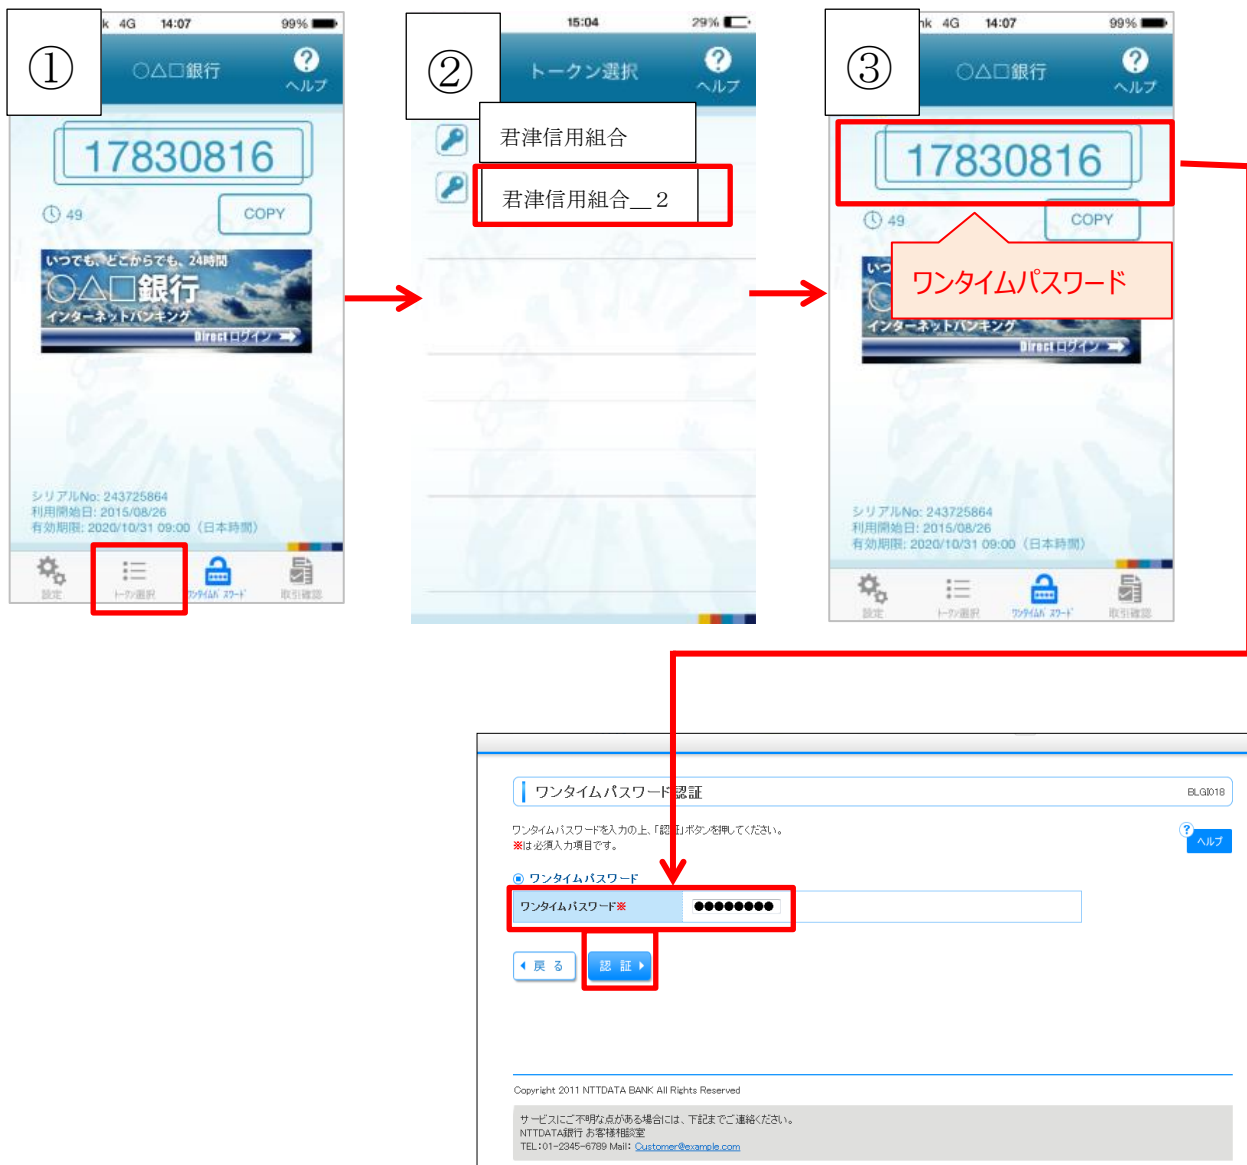 ①
k 4G 14:07 99%
○△□銀行
ヘルプ
17830816
49
COPY
いつでも、どこからでも、24時間
○△□銀行
インターネットバンキング
Directログイン
シリアルNo: 243725864
利用開始日: 2015/08/26
有効期限: 2020/10/31 09:00（日本時間）
設定 トークン選択 ワンタイムパスワード 取引確認
②
15:04 29%
トークン選択
ヘルプ
君津信用組合
君津信用組合＿２
③
nk 4G 14:07 99%
○△□銀行
ヘルプ
17830816
49
COPY
ワンタイムパスワード
いつ
インターネットバンキング
Directログイン
シリアルNo: 243725864
利用開始日: 2015/08/26
有効期限: 2020/10/31 09:00（日本時間）
設定 トークン選択 ワンタイムパスワード 取引確認
ワンタイムパスワード認証
BLGI018
ワンタイムパスワードを入力の上、「認証」ボタンを押してください。
※は必須入力項目です。
ヘルプ
ワンタイムパスワード
ワンタイムパスワード※ ●●●●●●●●
戻る 認証
Copyright 2011 NTTDATA BANK All Rights Reserved
サービスにご不明な点がある場合には、下記までご連絡ください。
NTTDATA銀行 お客様相談室
TEL:01-2345-6789 Mail: Customer@example.com